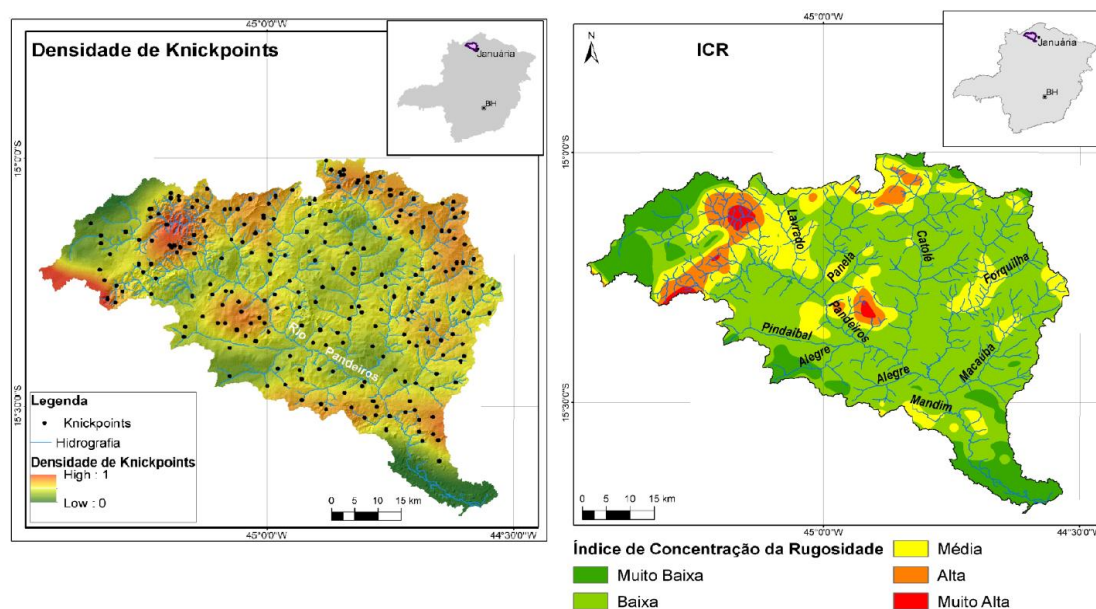 45°0'0"W
Densidade de Knickpoints
Januária
BH
15°0'0"S
15°30'0"S
Rio Pandeiros
Legenda
Knickpoints
Hidrografia
Densidade de Knickpoints
High : 1
Low : 0
0 5 10 15 km
45°0'0"W
44°30'0"W
45°0'0"W
N
ICR
Januária
BH
15°0'0"S
15°30'0"S
Lavrado
Panela
Catolé
Forquilha
Pandeiros
Pindaibal
Alegre
Alegre
Macaúba
Mandim
0 5 10 15 km
45°0'0"W
44°30'0"W
Índice de Concentração da Rugosidade
Muito Baixa
Baixa
Média
Alta
Muito Alta